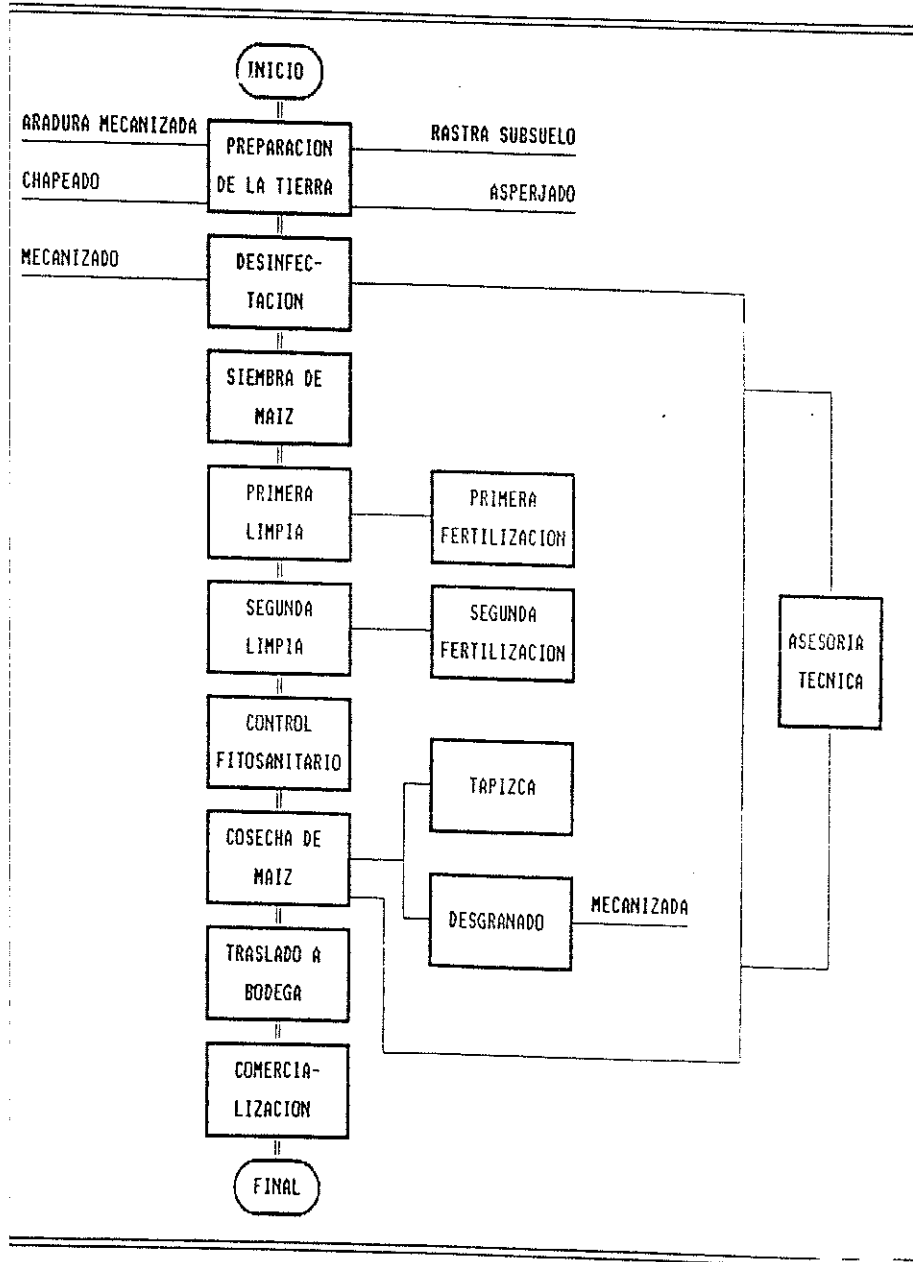 INICIO
ARADURA MECANIZADA
PREPARACION
DE LA TIERRA
RASTRA SUBSUELO
CHAPEADO
ASPERJADO
MECANIZADO
DESINFEC-
TACION
SIEMBRA DE
MAIZ
PRIMERA
LIMPIA
PRIMERA
FERTILIZACION
SEGUNDA
LIMPIA
SEGUNDA
FERTILIZACION
ASESORIA
TECNICA
CONTROL
FITOSANITARIO
TAPIZCA
COSECHA DE
MAIZ
DESGRANADO
MECANIZADA
TRASLADO A
BODEGA
COMERCIA-
LIZACION
FINAL